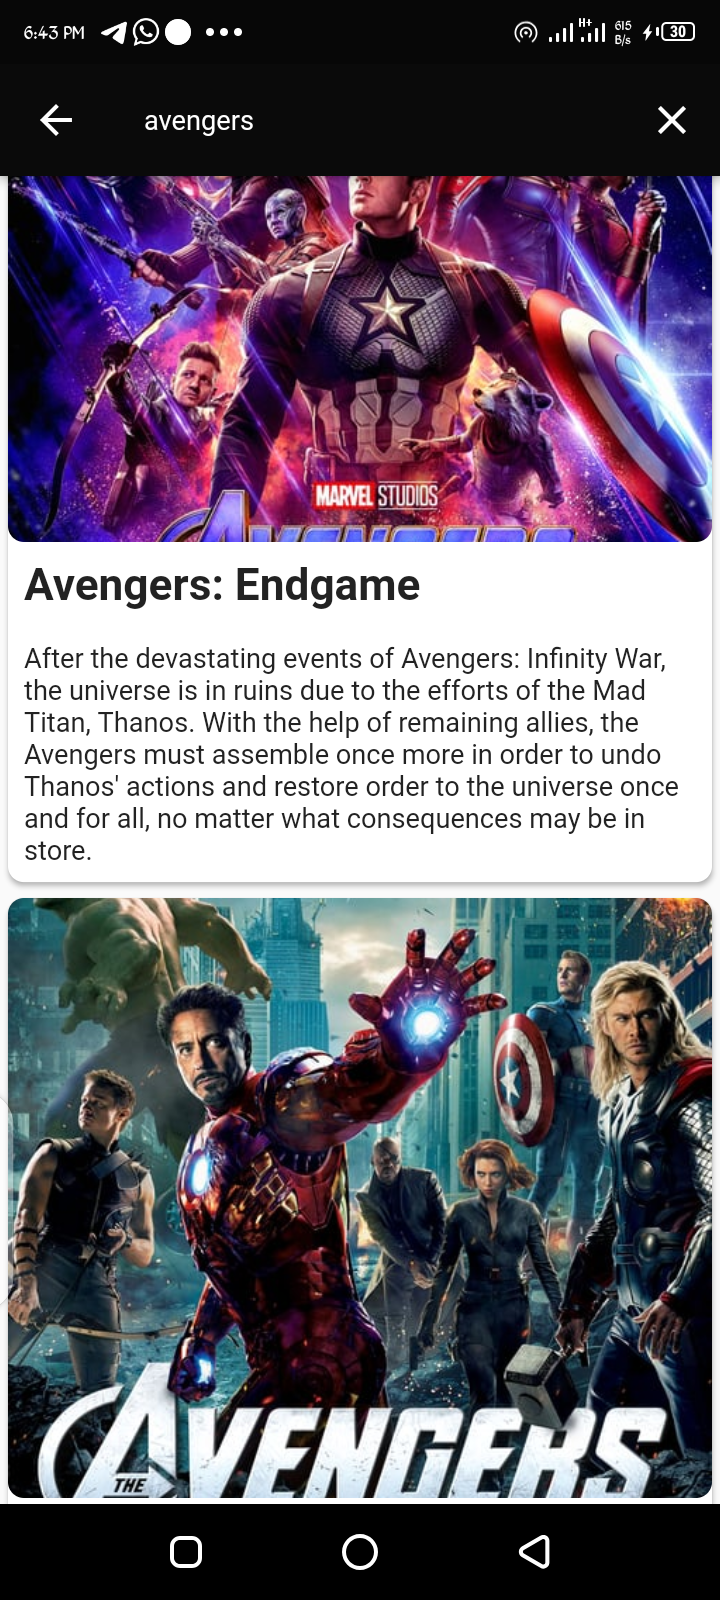 6:43 PM
H+
615
B/s
30
avengers
MARVEL STUDIOS
AVENGERS
Avengers: Endgame
After the devastating events of Avengers: Infinity War,
the universe is in ruins due to the efforts of the Mad
Titan, Thanos. With the help of remaining allies, the
Avengers must assemble once more in order to undo
Thanos' actions and restore order to the universe once
and for all, no matter what consequences may be in
store.
THE AVENGERS